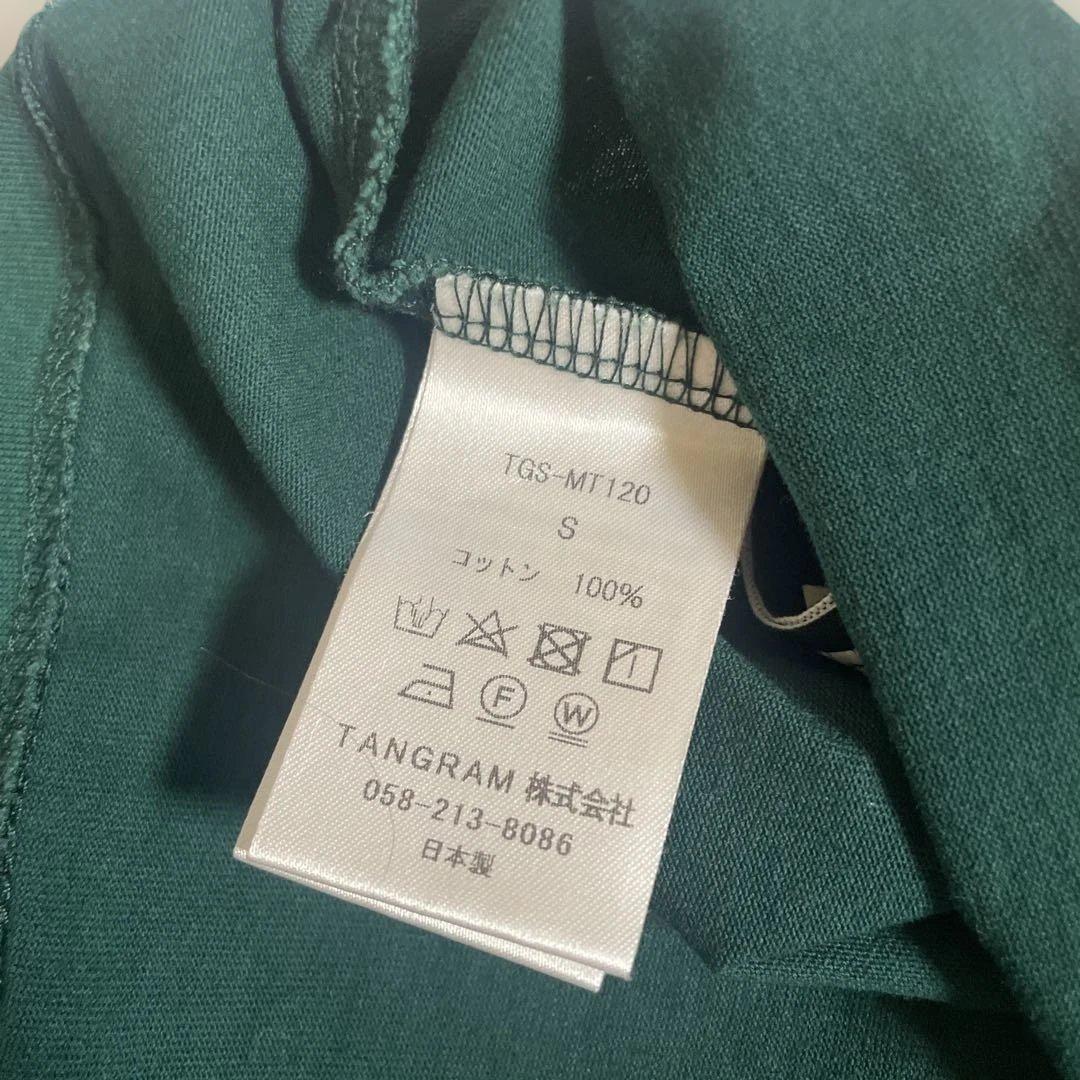 TGS-MT120
S
コットン 100%
F W
TANGRAM 株式会社
058-213-8086
日本製